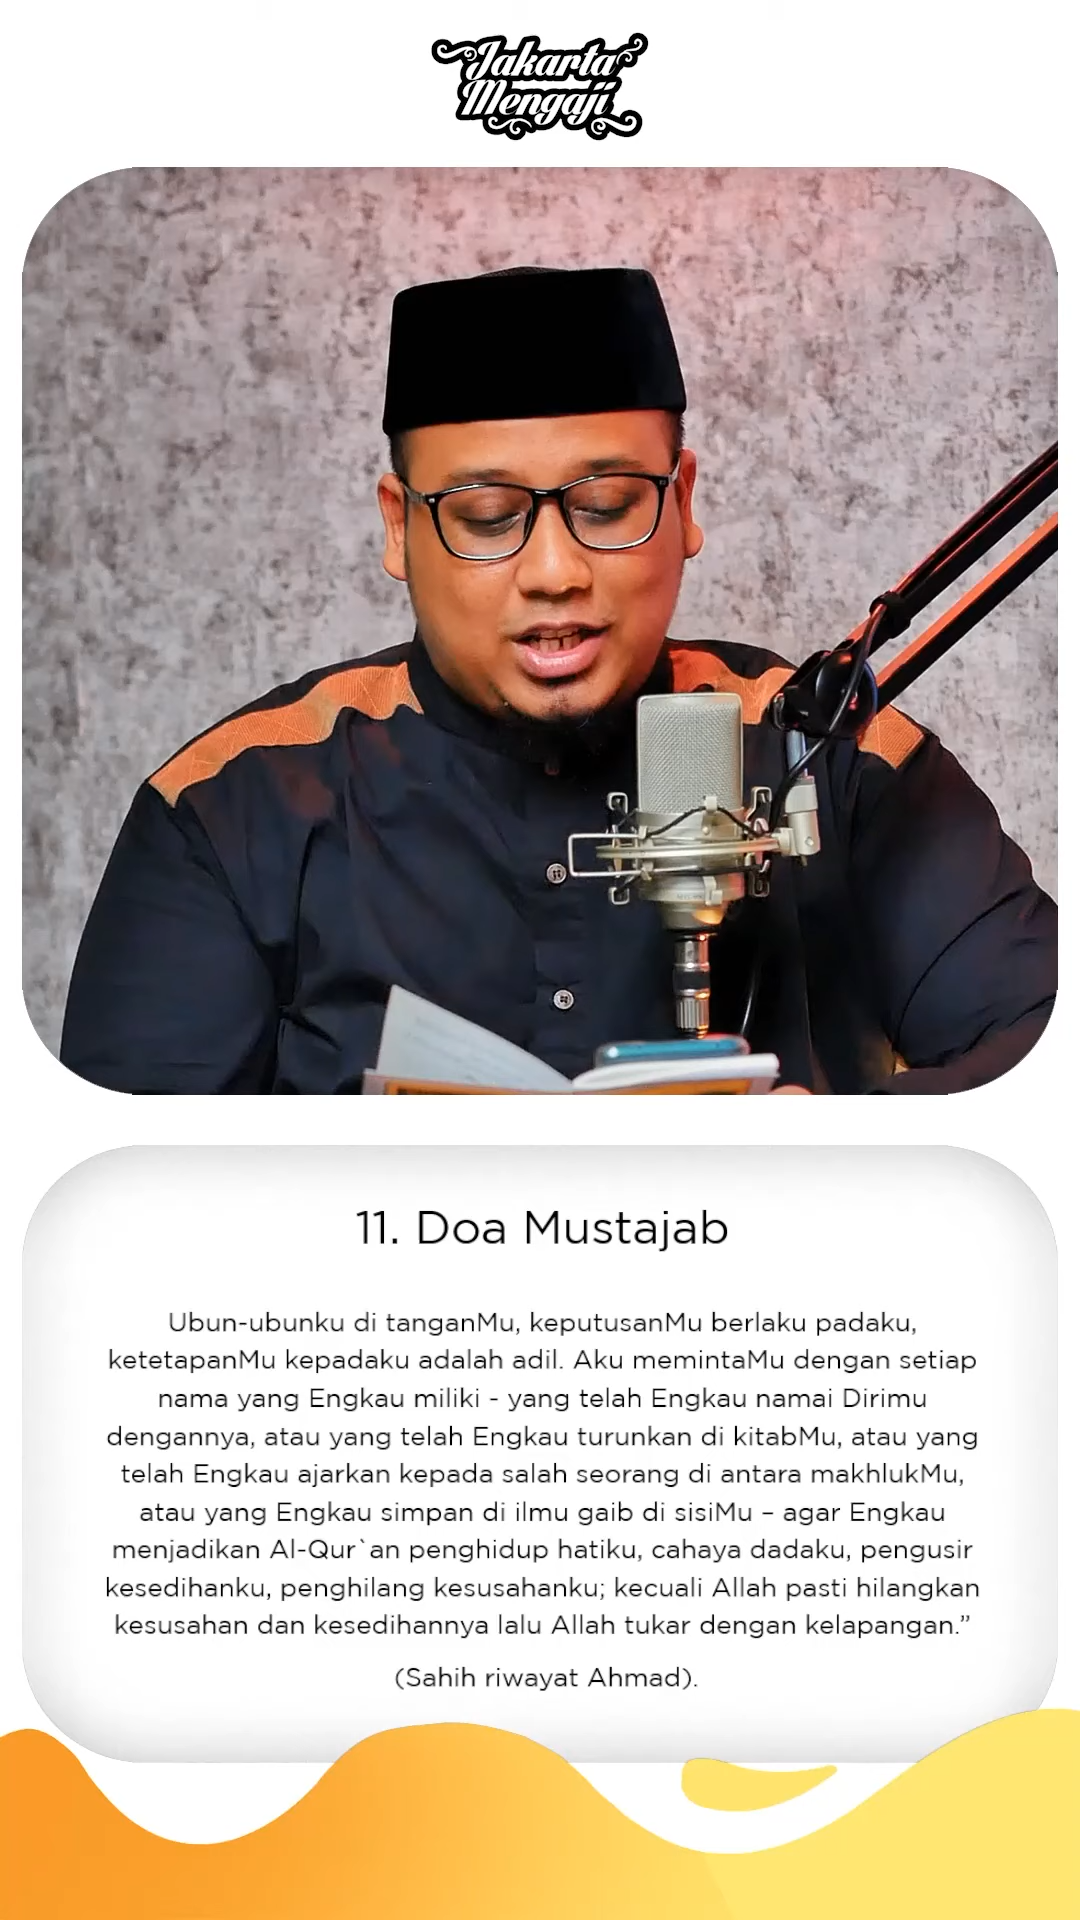 Jakarta
Mengaji
11. Doa Mustajab
Ubun-ubunku di tanganMu, keputusanMu berlaku padaku,
ketetapanMu kepadaku adalah adil. Aku memintaMu dengan setiap
nama yang Engkau miliki - yang telah Engkau namai Dirimu
dengannya, atau yang telah Engkau turunkan di kitabMu, atau yang
telah Engkau ajarkan kepada salah seorang di antara makhlukMu,
atau yang Engkau simpan di ilmu gaib di sisiMu – agar Engkau
menjadikan Al-Qur`an penghidup hatiku, cahaya dadaku, pengusir
kesedihanku, penghilang kesusahanku; kecuali Allah pasti hilangkan
kesusahan dan kesedihannya lalu Allah tukar dengan kelapangan.”
(Sahih riwayat Ahmad).